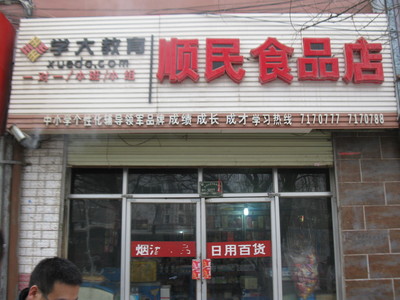 学大教育
xueda.com
一对一/小班/小组
顺民食品店
中小学个性化辅导领军品牌 成绩 成长 成才 学习热线 7170777 7170788
烟酒 日用百货